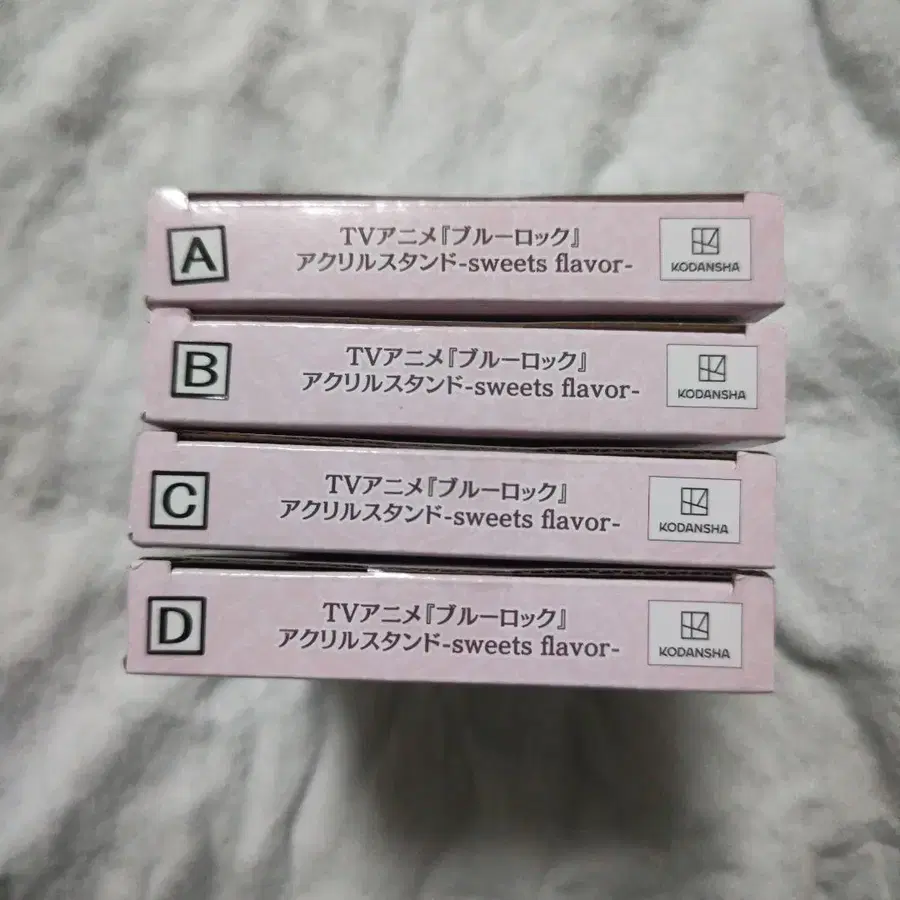 A
TVアニメ『ブルーロック』
アクリルスタンド-sweets flavor-
KODANSHA
B
TVアニメ『ブルーロック』
アクリルスタンド-sweets flavor-
KODANSHA
C
TVアニメ『ブルーロック』
アクリルスタンド-sweets flavor-
KODANSHA
D
TVアニメ『ブルーロック』
アクリルスタンド-sweets flavor-
KODANSHA